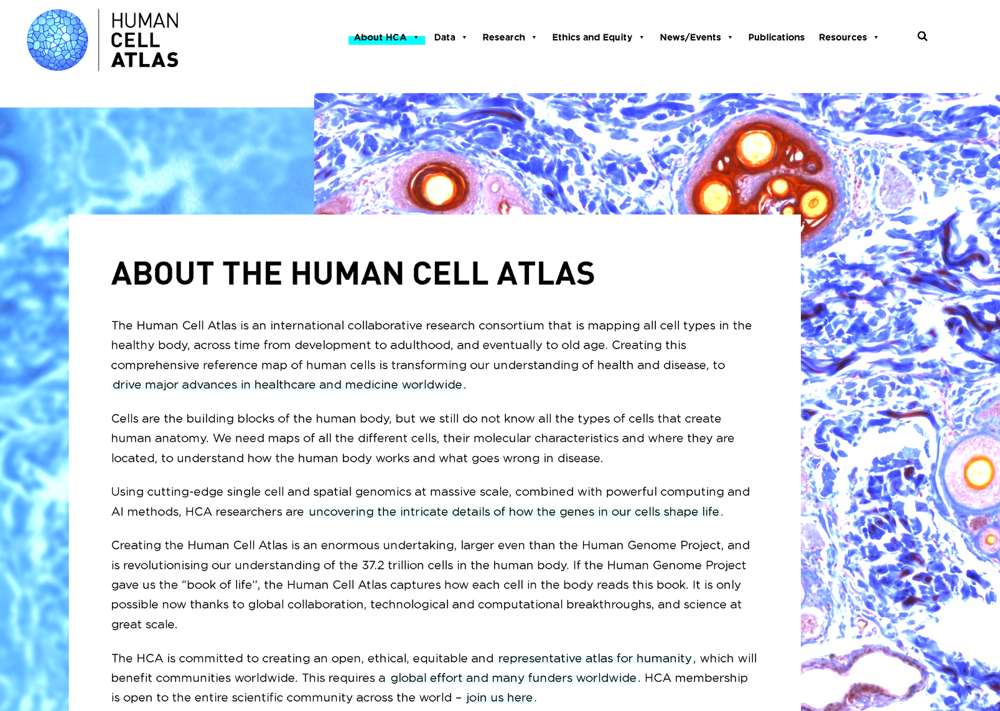 HUMAN
CELL
ATLAS
About HCA
Data
Research
Ethics and Equity
News/Events
Publications
Resources
ABOUT THE HUMAN CELL ATLAS
The Human Cell Atlas is an international collaborative research consortium that is mapping all cell types in the
healthy body, across time from development to adulthood, and eventually to old age. Creating this
comprehensive reference map of human cells is transforming our understanding of health and disease, to
drive major advances in healthcare and medicine worldwide.
Cells are the building blocks of the human body, but we still do not know all the types of cells that create
human anatomy. We need maps of all the different cells, their molecular characteristics and where they are
located, to understand how the human body works and what goes wrong in disease.
Using cutting-edge single cell and spatial genomics at massive scale, combined with powerful computing and
AI methods, HCA researchers are uncovering the intricate details of how the genes in our cells shape life.
Creating the Human Cell Atlas is an enormous undertaking, larger even than the Human Genome Project, and
is revolutionising our understanding of the 37.2 trillion cells in the human body. If the Human Genome Project
gave us the “book of life”, the Human Cell Atlas captures how each cell in the body reads this book. It is only
possible now thanks to global collaboration, technological and computational breakthroughs, and science at
great scale.
The HCA is committed to creating an open, ethical, equitable and representative atlas for humanity, which will
benefit communities worldwide. This requires a global effort and many funders worldwide. HCA membership
is open to the entire scientific community across the world – join us here.